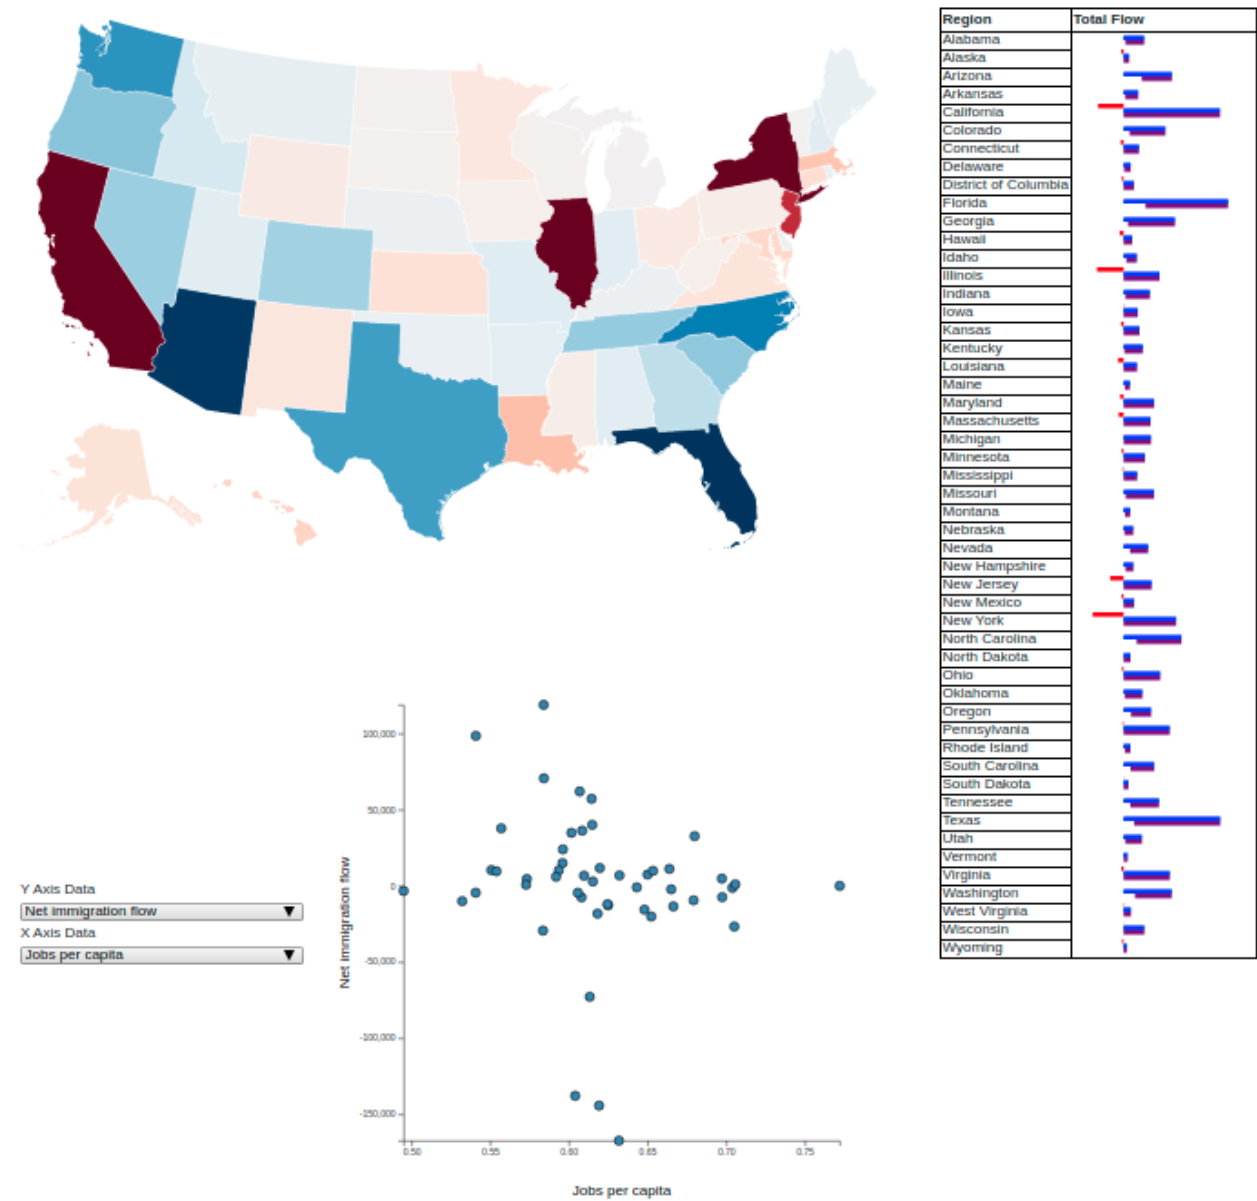 Region Total Flow
Alabama
Alaska
Arizona
Arkansas
California
Colorado
Connecticut
Delaware
District of Columbia
Florida
Georgia
Hawaii
Idaho
Illinois
Indiana
Iowa
Kansas
Kentucky
Louisiana
Maine
Maryland
Massachusetts
Michigan
Minnesota
Mississippi
Missouri
Montana
Nebraska
Nevada
New Hampshire
New Jersey
New Mexico
New York
North Carolina
North Dakota
Ohio
Oklahoma
Oregon
Pennsylvania
Rhode Island
South Carolina
South Dakota
Tennessee
Texas
Utah
Vermont
Virginia
Washington
West Virginia
Wisconsin
Wyoming
Y Axis Data
Net immigration flow
X Axis Data
Jobs per capita
Net immigration flow
100,000
50,000
0
-50,000
-100,000
-150,000
0.50 0.55 0.60 0.65 0.70 0.75
Jobs per capita